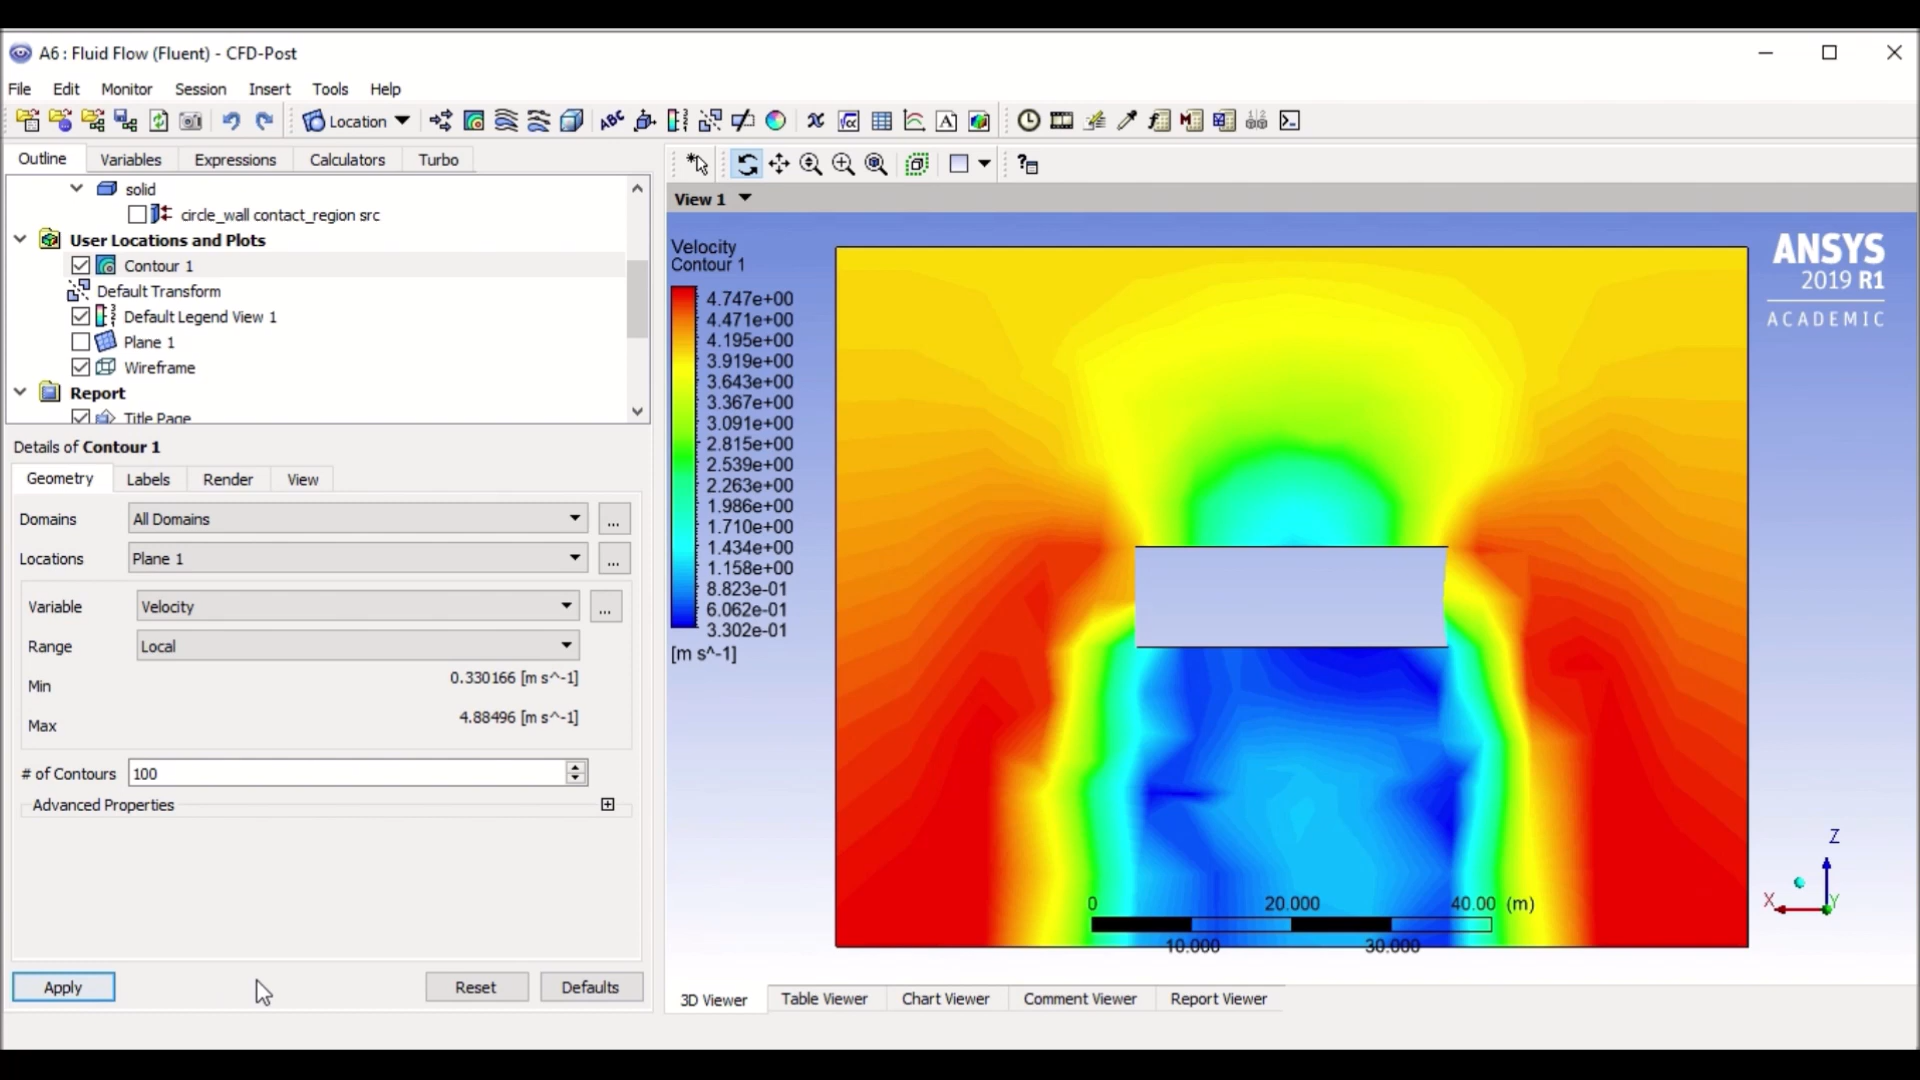 A6 : Fluid Flow (Fluent) - CFD-Post
File Edit Monitor Session Insert Tools Help
Location
Outline Variables Expressions Calculators Turbo
solid
circle_wall contact_region src
User Locations and Plots
Contour 1
Default Transform
Default Legend View 1
Plane 1
Wireframe
Report
Title Page
Details of Contour 1
Geometry Labels Render View
Domains All Domains ...
Locations Plane 1 ...
Variable Velocity ...
Range Local
Min 0.330166 [m s^-1]
Max 4.88496 [m s^-1]
# of Contours 100
Advanced Properties
Apply Reset Defaults
View 1
Velocity
Contour 1
4.747e+00
4.471e+00
4.195e+00
3.919e+00
3.643e+00
3.367e+00
3.091e+00
2.815e+00
2.539e+00
2.263e+00
1.986e+00
1.710e+00
1.434e+00
1.158e+00
8.823e-01
6.062e-01
3.302e-01
[m s^-1]
ANSYS
2019 R1
ACADEMIC
Z
X Y
0 20.000 40.00 (m)
10.000 30.000
3D Viewer Table Viewer Chart Viewer Comment Viewer Report Viewer